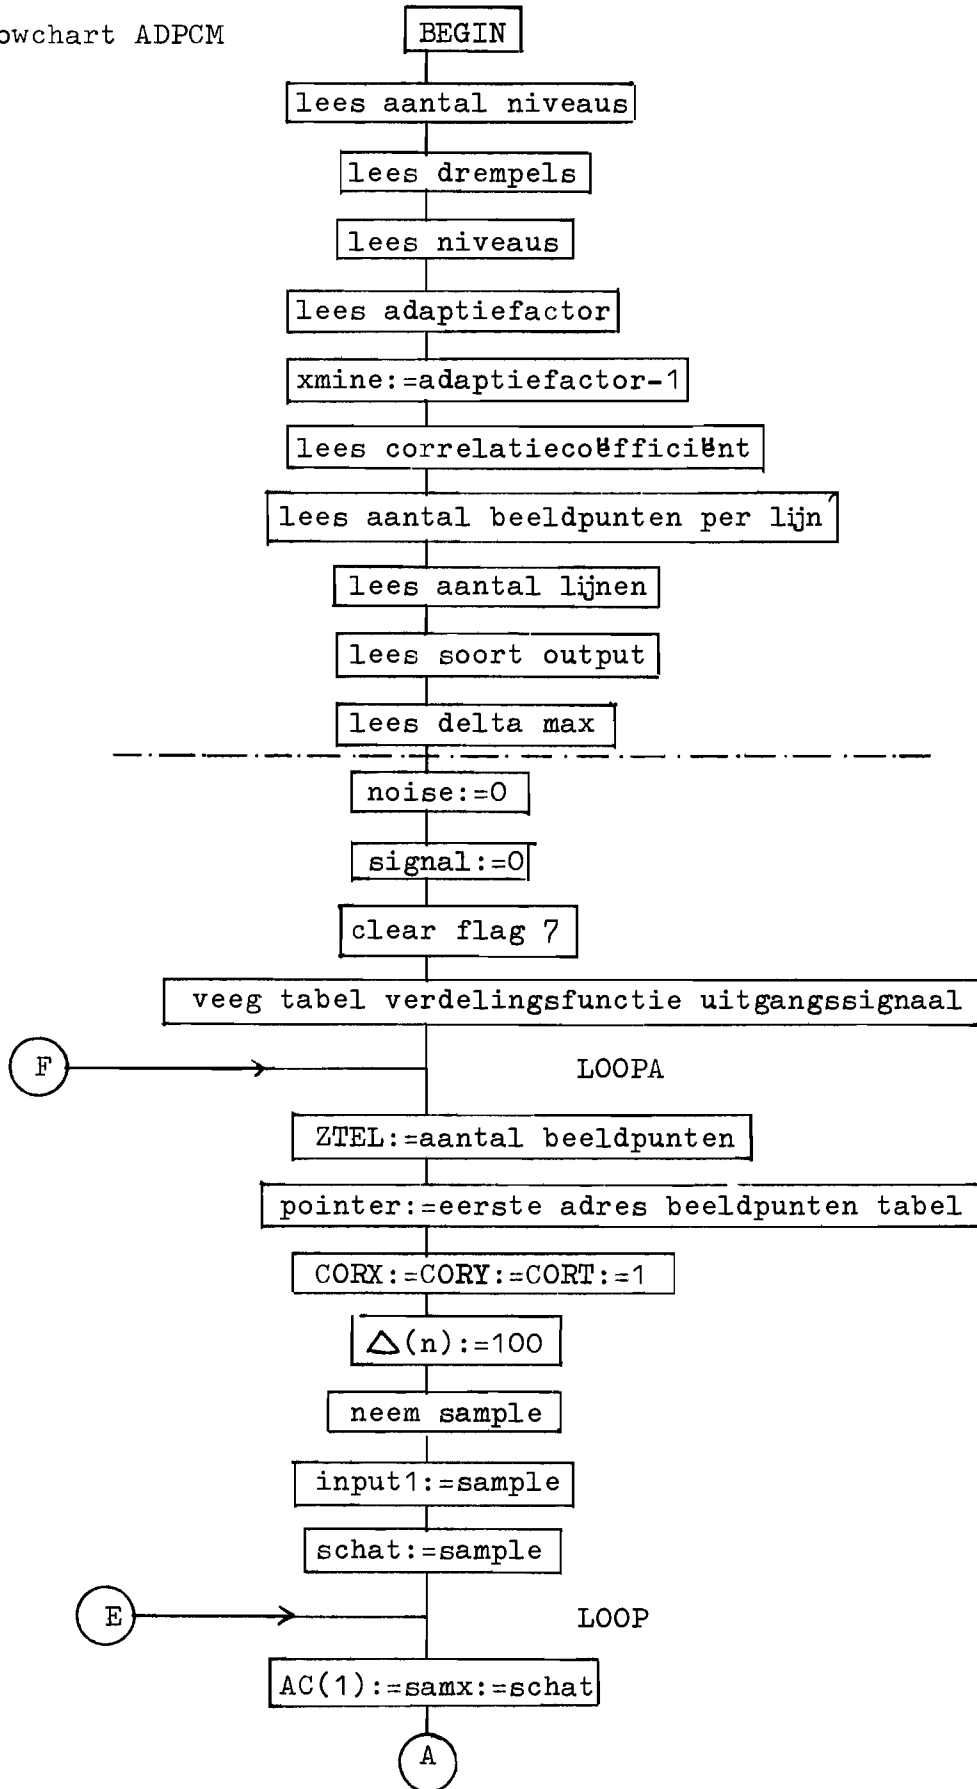 owchart ADPCM
BEGIN
lees aantal niveaus
lees drempels
lees niveaus
lees adaptiefactor
xmine:=adaptiefactor-1
lees correlatiecoëfficiënt
lees aantal beeldpunten per lijn
lees aantal lijnen
lees soort output
lees delta max
noise:=0
signal:=0
clear flag 7
veeg tabel verdelingsfunctie uitgangssignaal
F
LOOPA
ZTEL:=aantal beeldpunten
pointer:=eerste adres beeldpunten tabel
CORX:=CORY:=CORT:=1
△(n):=100
neem sample
input1:=sample
schat:=sample
E
LOOP
AC(1):=samx:=schat
A